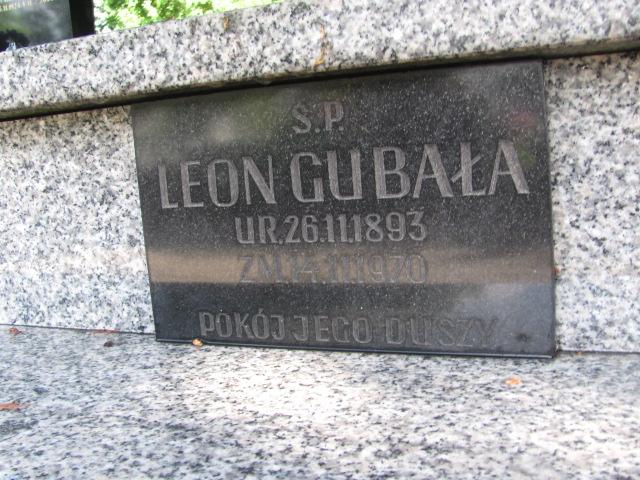 Ś.P.
LEON GUBAŁA
UR.26.11.1893
ZM.14.11.1970
POKÓJ JEGO DUSZY